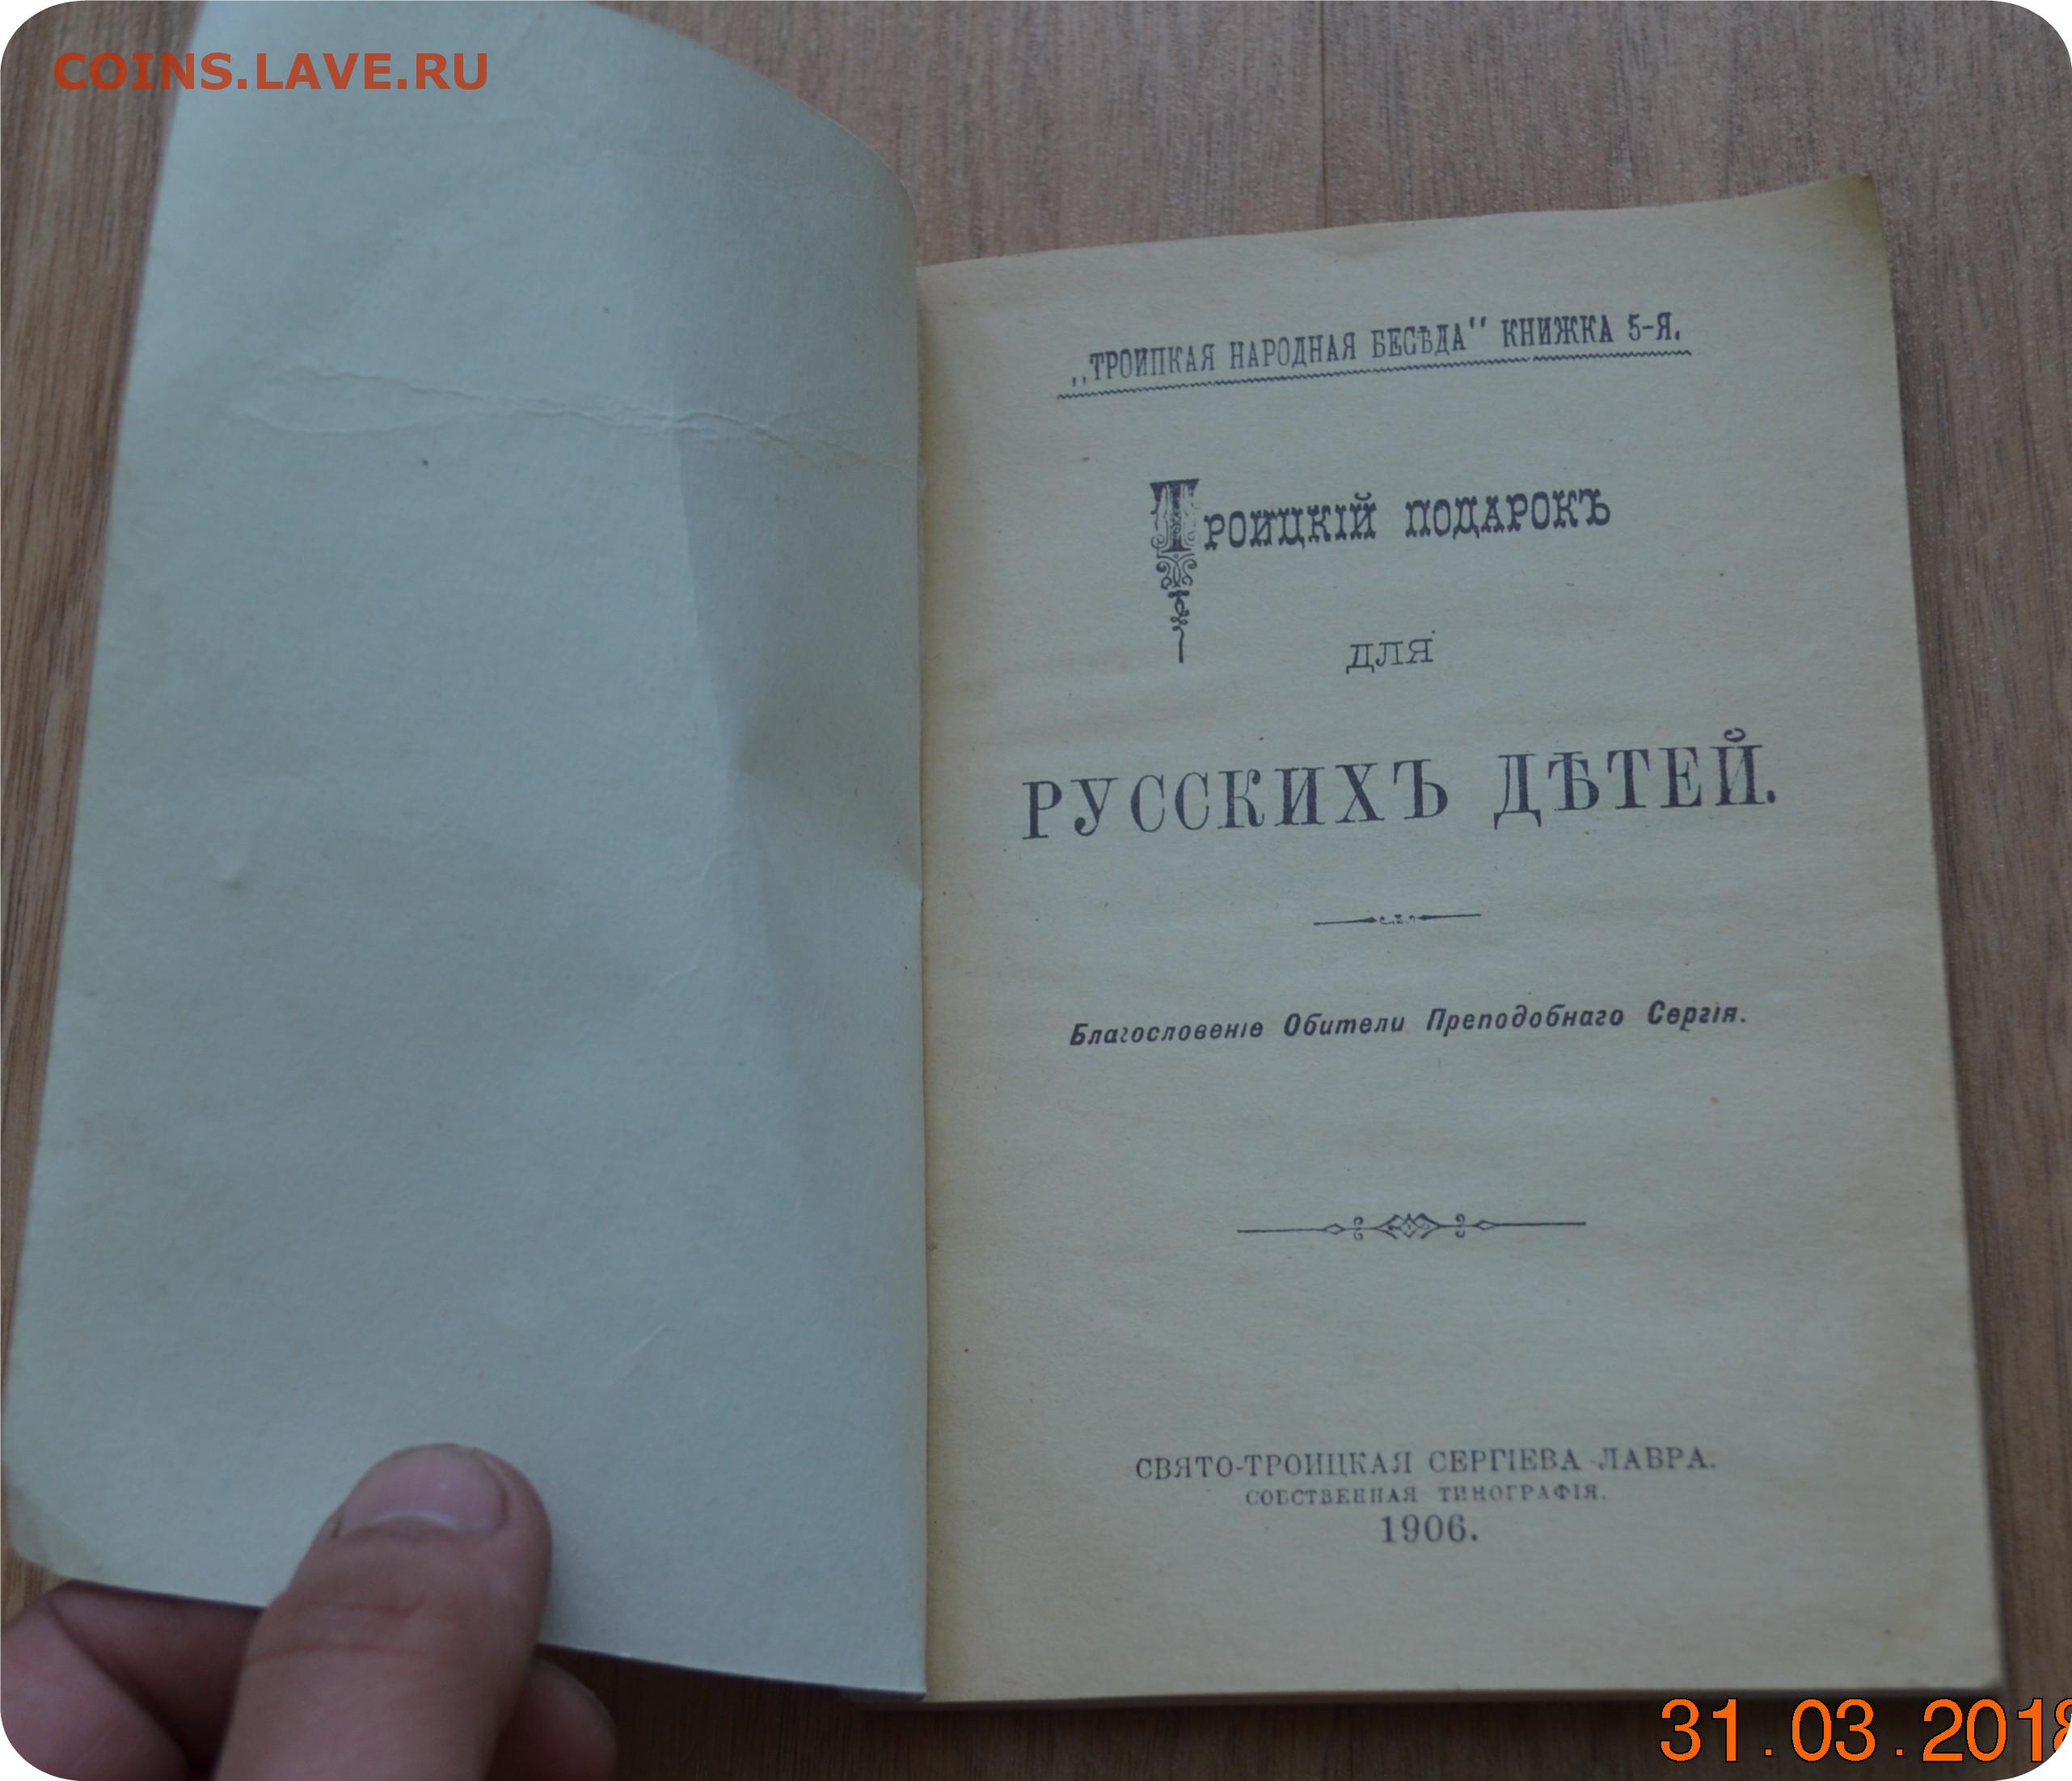 COINS.LAVE.RU
„ТРОИЦКАЯ НАРОДНАЯ БЕСѢДА" КНИЖКА 5-Я.
ТРОИЦКІЙ ПОДАРОКЪ
ДЛЯ
РУССКИХЪ ДѢТЕЙ.
Благословеніе Обители Преподобнаго Сергія.
СВЯТО-ТРОИЦКАЯ СЕРГІЕВА ЛАВРА.
СОБСТВЕННАЯ ТИПОГРАФІЯ.
1906.
31.03.2018